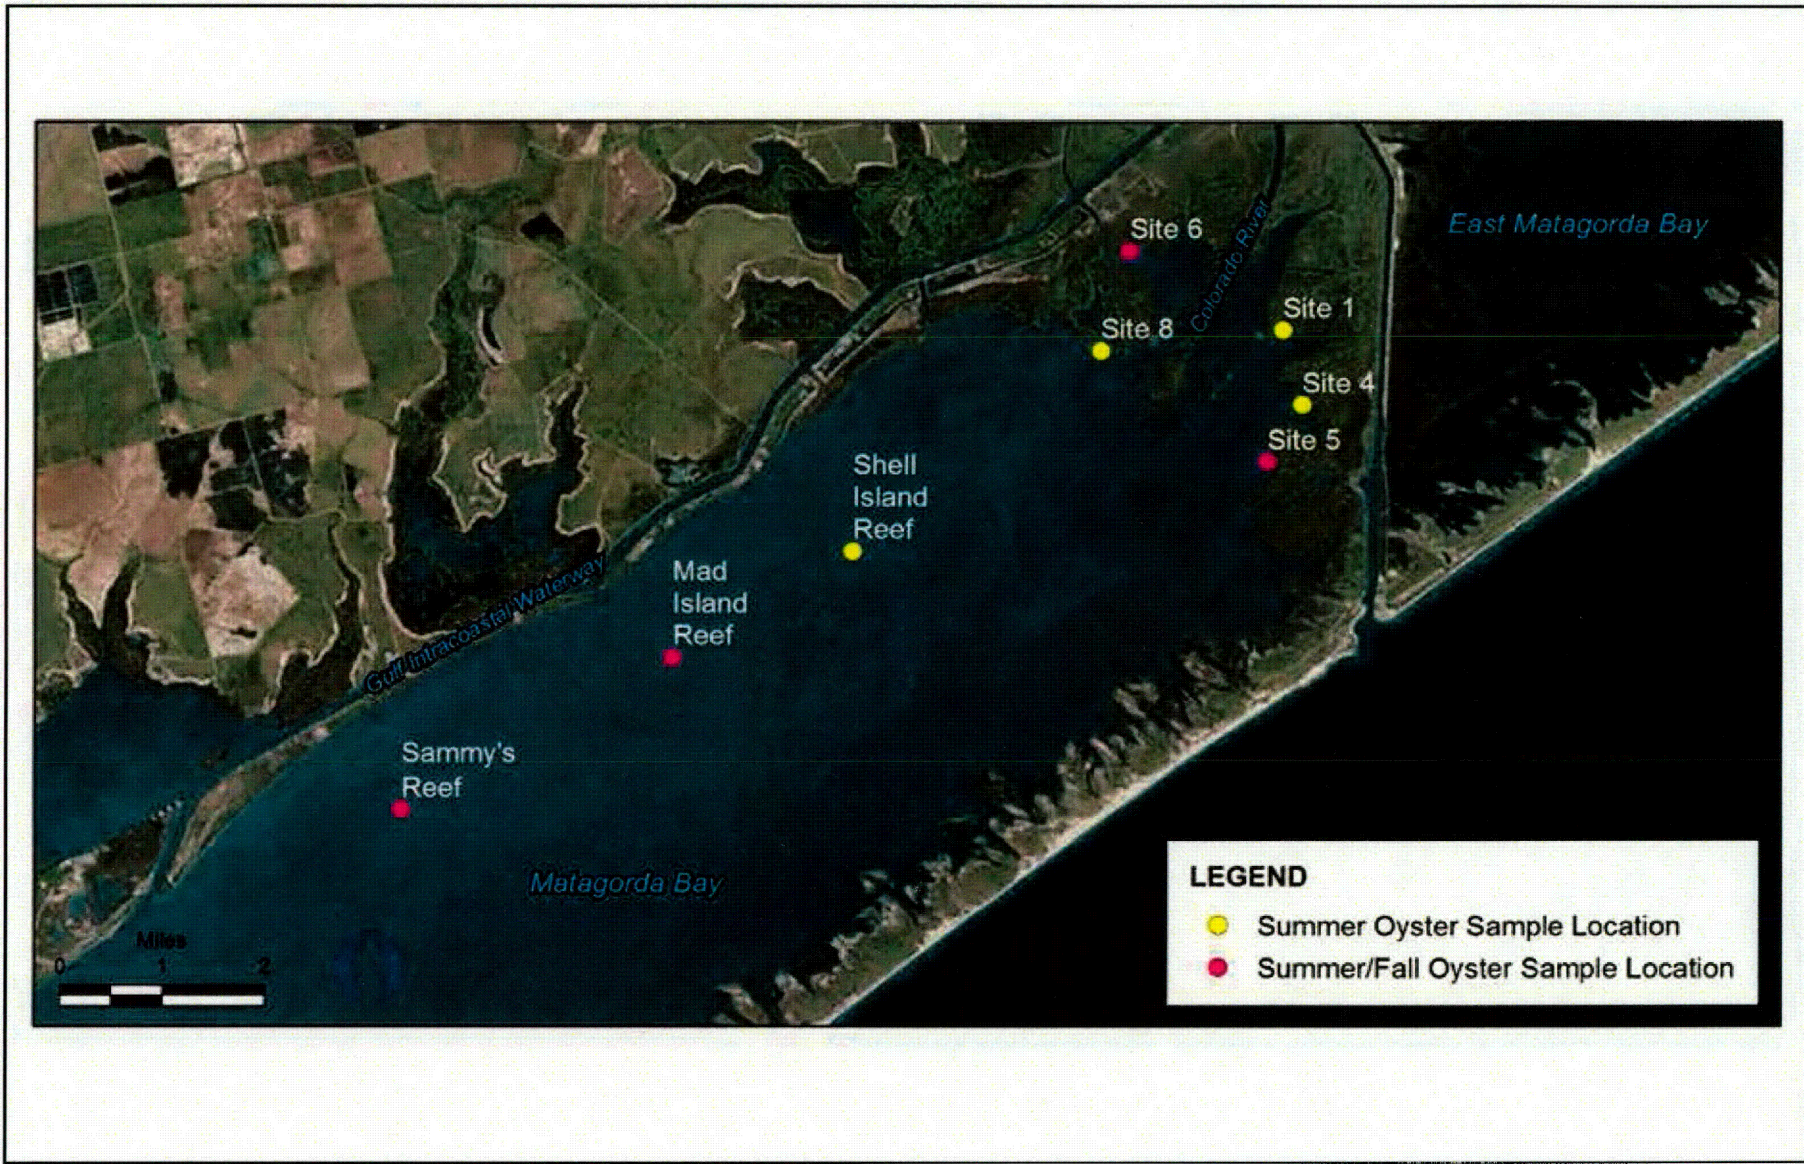 East Matagorda Bay
Site 6
Colorado River
Site 1
Site 8
Site 4
Site 5
Shell
Island
Reef
Mad
Island
Reef
Gulf Intracoastal Waterway
Sammy's
Reef
Matagorda Bay
Miles
0 1 2
LEGEND
Summer Oyster Sample Location
Summer/Fall Oyster Sample Location